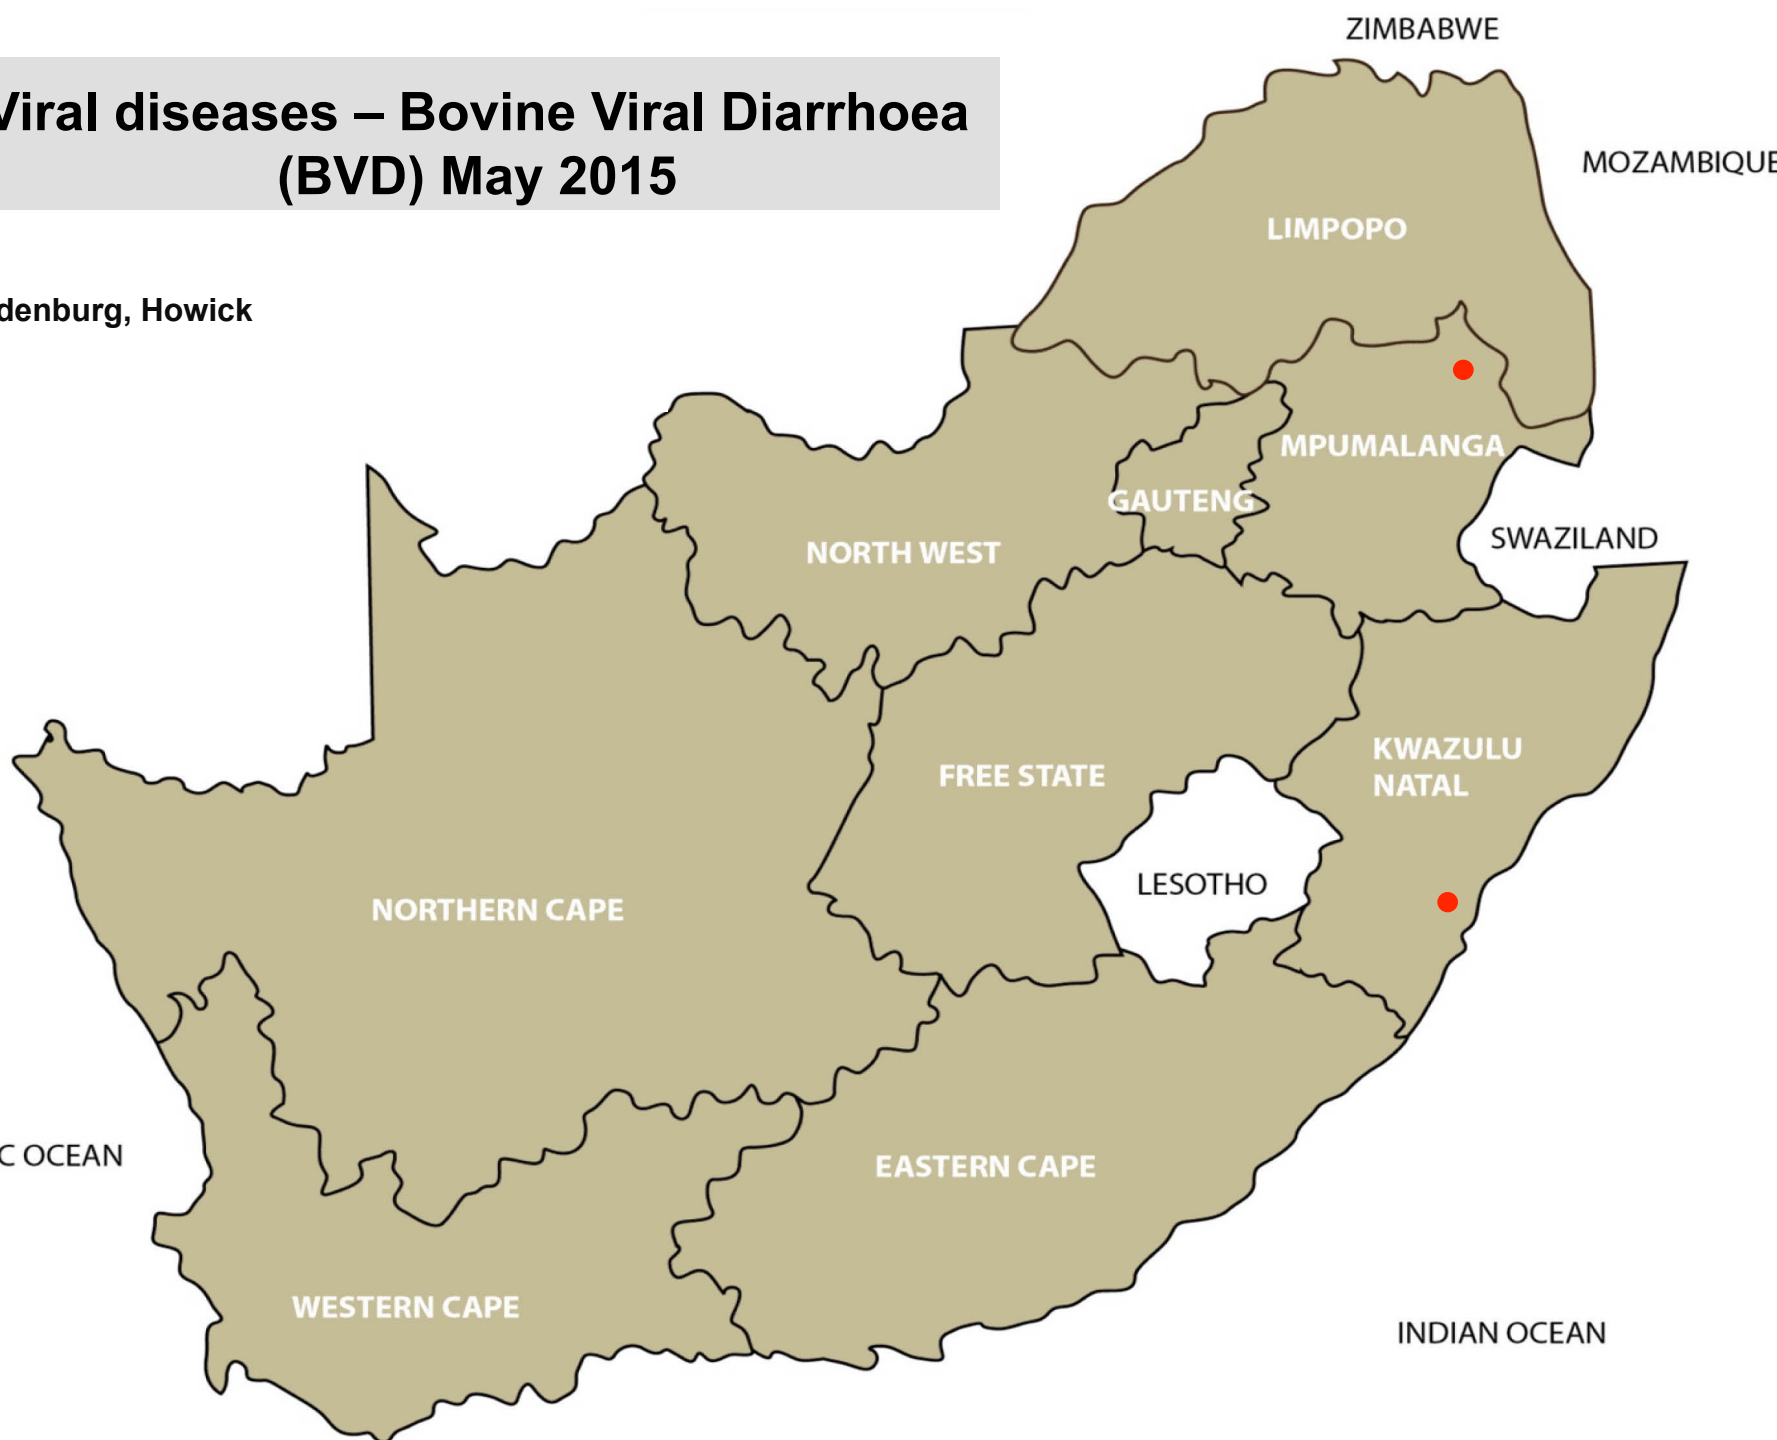 ZIMBABWE
Viral diseases – Bovine Viral Diarrhoea
(BVD) May 2015
MOZAMBIQUE
LIMPOPO
denburg, Howick
MPUMALANGA
GAUTENG
SWAZILAND
NORTH WEST
KWAZULU
NATAL
FREE STATE
LESOTHO
NORTHERN CAPE
C OCEAN
EASTERN CAPE
WESTERN CAPE
INDIAN OCEAN